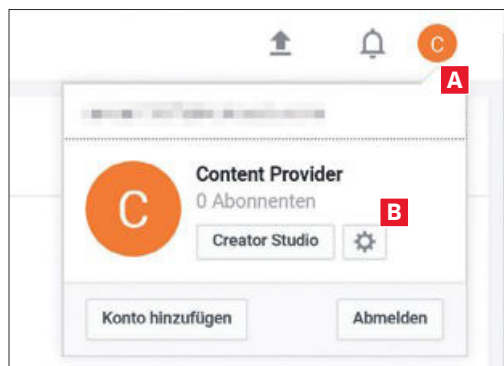 C
A
C
Content Provider
0 Abonnenten
B
Creator Studio
Konto hinzufügen
Abmelden